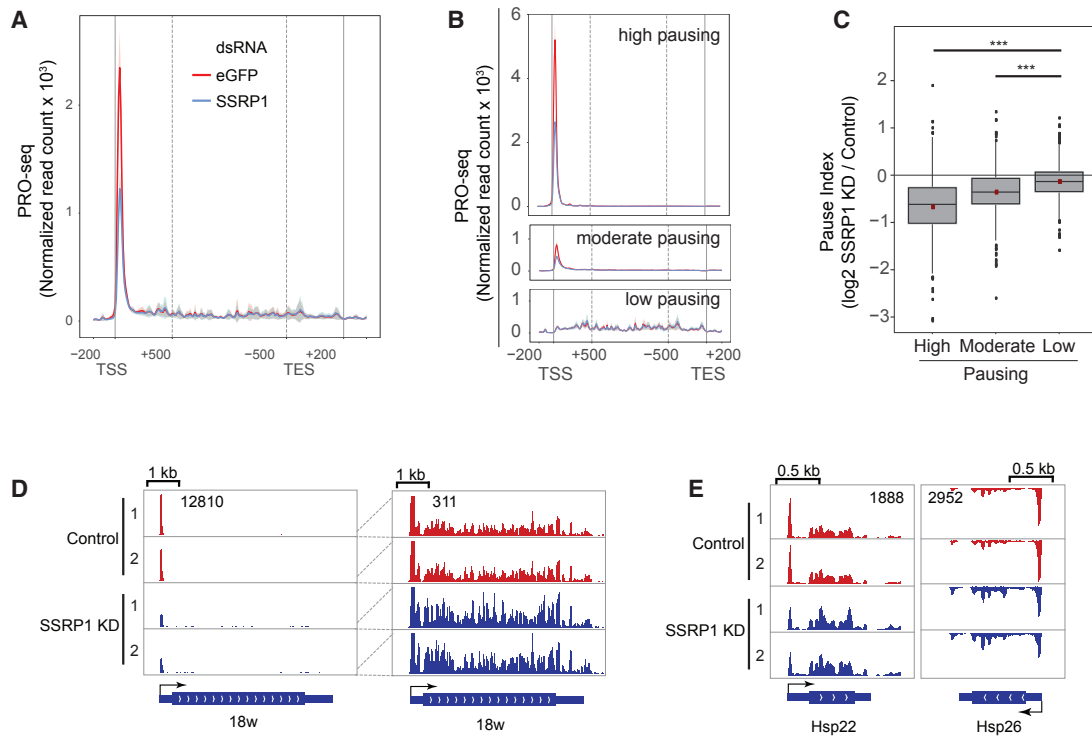 A
PRO-seq
(Normalized read count x 10³)
2
1
0
dsRNA
eGFP
SSRP1
−200
+500
−500
+200
TSS
TES
B
PRO-seq
(Normalized read count x 10³)
6
4
2
0
high pausing
1
0
moderate pausing
1
0
low pausing
−200
+500
−500
+200
TSS
TES
C
Pause Index
(log2 SSRP1 KD / Control)
2
1
0
−1
−2
−3
***
***
High
Moderate
Low
Pausing
D
1 kb
1 kb
Control
1
2
SSRP1 KD
1
2
12810
311
18w
18w
E
0.5 kb
0.5 kb
Control
1
2
SSRP1 KD
1
2
1888
2952
Hsp22
Hsp26